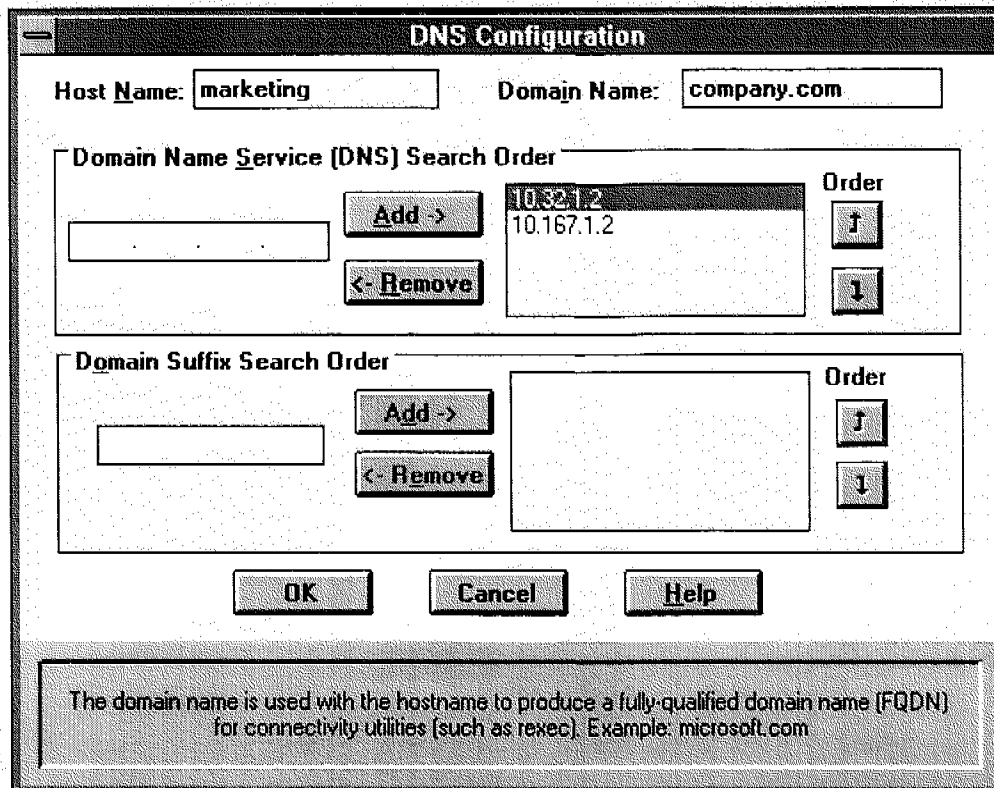 DNS Configuration
Host Name: marketing Domain Name: company.com
Domain Name Service (DNS) Search Order
Order
Add ->
10.32.1.2
10.167.1.2
. . .
<- Remove
Domain Suffix Search Order
Order
Add ->
<- Remove
OK Cancel Help
The domain name is used with the hostname to produce a fully-qualified domain name (FQDN)
for connectivity utilities (such as rexec). Example: microsoft.com